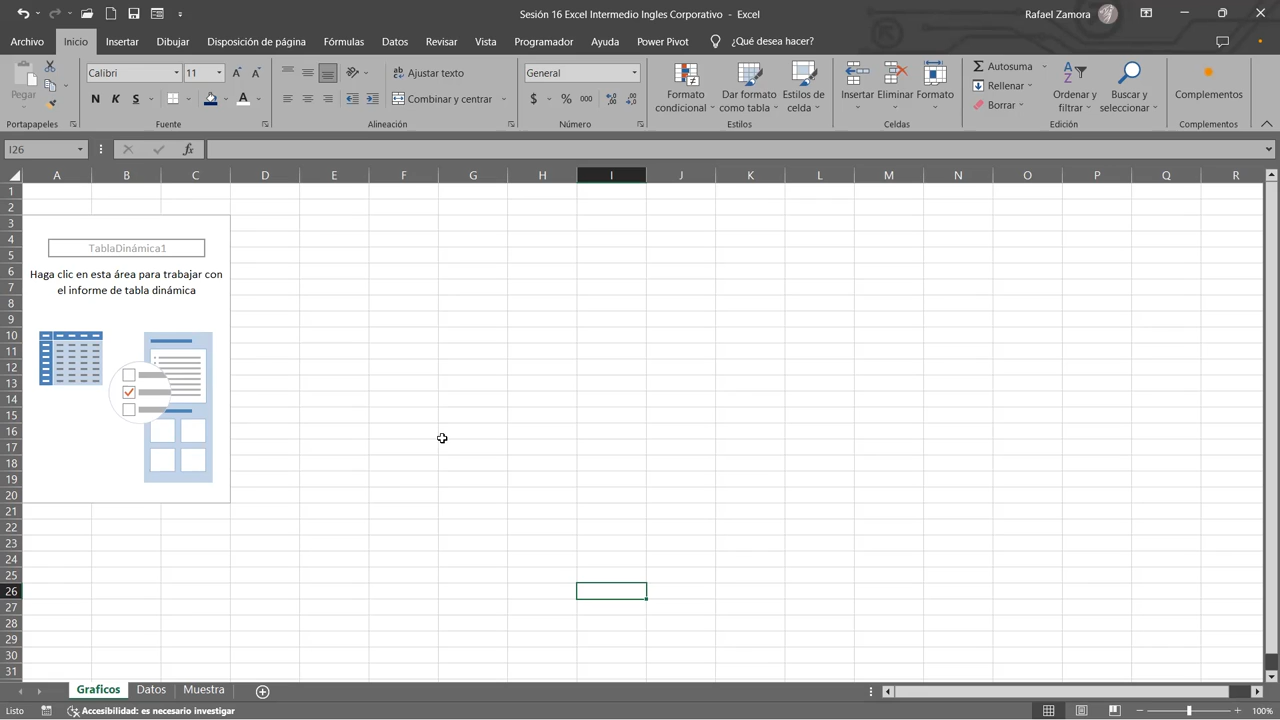 Sesión 16 Excel Intermedio Ingles Corporativo - Excel
Rafael Zamora
Archivo Inicio Insertar Dibujar Disposición de página Fórmulas Datos Revisar Vista Programador Ayuda Power Pivot ¿Qué desea hacer?
Pegar
Calibri 11
N K S A
Ajustar texto
Combinar y centrar
General
$ % 000
Formato condicional
Dar formato como tabla
Estilos de celda
Insertar Eliminar Formato
Autosuma
Rellenar
Borrar
Ordenar y filtrar
Buscar y seleccionar
Complementos
Portapapeles Fuente Alineación Número Estilos Celdas Edición Complementos
I26 fx
A B C D E F G H I J K L M N O P Q R
1
2
3
4
5
6
7
8
9
10
11
12
13
14
15
16
17
18
19
20
21
22
23
24
25
26
27
28
29
30
31
TablaDinámica1
Haga clic en esta área para trabajar con
el informe de tabla dinámica
Graficos Datos Muestra
Listo Accesibilidad: es necesario investigar 100%